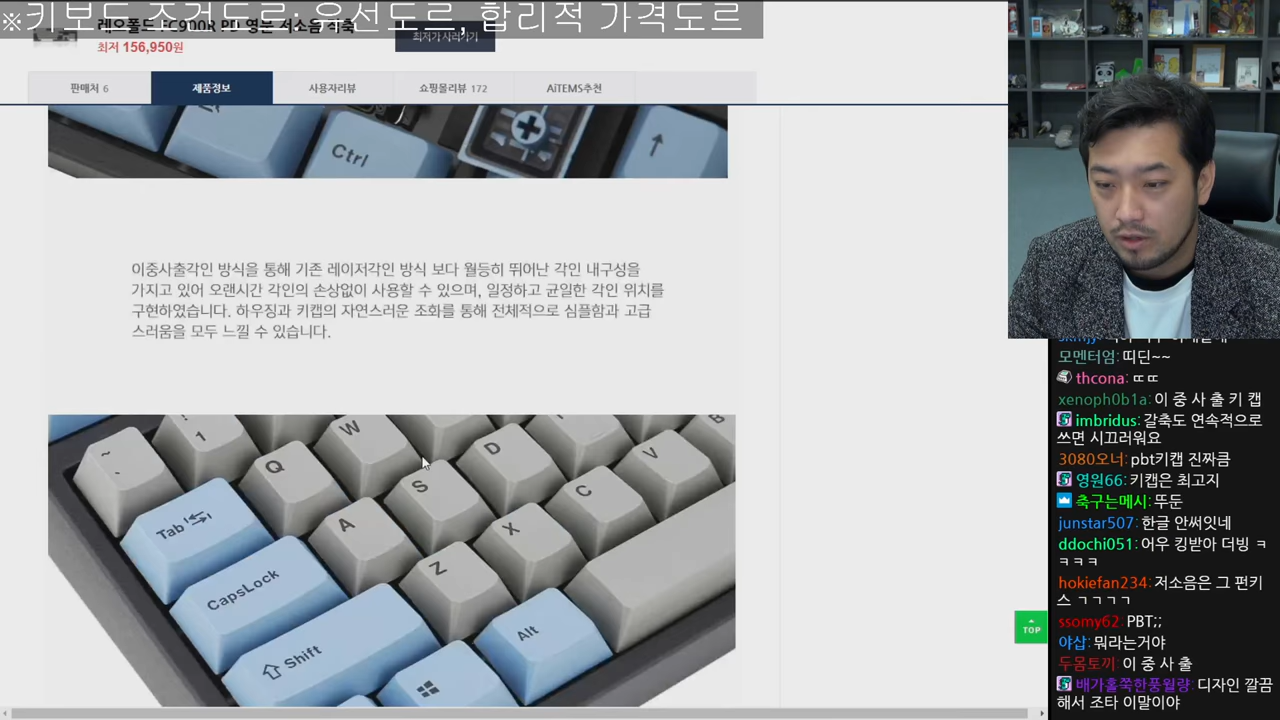 ※키보드 조건도르: 유선도르, 합리적 가격도르
레오폴드 FC900R PD 영문 저소음 적축
최저 156,950원
최저가 사러가기
판매처 6
제품정보
사용자리뷰
쇼핑몰리뷰 172
AiTEMS추천
Ctrl
↑
이중사출각인 방식을 통해 기존 레이저각인 방식 보다 월등히 뛰어난 각인 내구성을
가지고 있어 오랜시간 각인의 손상없이 사용할 수 있으며, 일정하고 균일한 각인 위치를
구현하였습니다. 하우징과 키캡의 자연스러운 조화를 통해 전체적으로 심플함과 고급
스러움을 모두 느낄 수 있습니다.
~
!
1
Q
W
B
Tab
A
S
D
V
CapsLock
Z
X
C
Shift
Alt
TOP
모멘터엄: 띠딘~~
thcona: ㄸㄸ
xenoph0b1a: 이 중 사 출 키 캡
imbridus: 갈축도 연속적으로
쓰면 시끄러워요
3080오너: pbt키캡 진짜큼
영원66: 키캡은 최고지
축구는메시: 뚜둔
junstar507: 한글 안써잇네
ddochi051: 어우 킹받아 더빙 ㅋ
ㅋㅋㅋ
hokiefan234: 저소음은 그 펀키
스 ㄱㄱㄱㄱ
ssomy62: PBT;;
야삽: 뭐라는거야
두몸토끼: 이 중 사 출
배가홀쭉한풍월량: 디자인 깔끔
해서 조타 이말이야